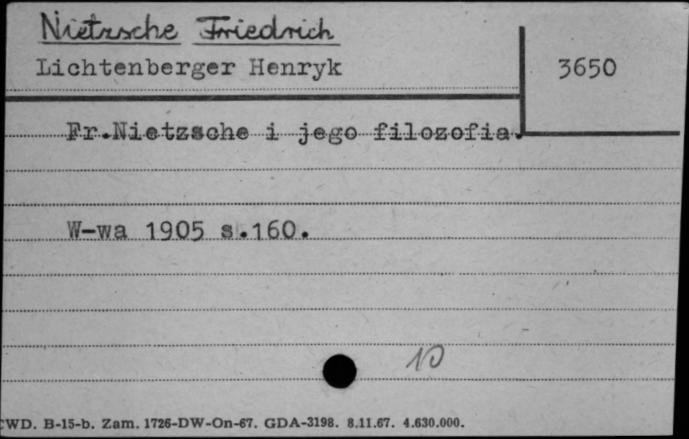 Nietzsche Friedrich
Lichtenberger Henryk
3650
Fr.Nietzsche i jego filozofia.
W-wa 1905 s.160.
10
CWD. B-15-b. Zam. 1726-DW-On-67. GDA-3198. 8.11.67. 4.630.000.